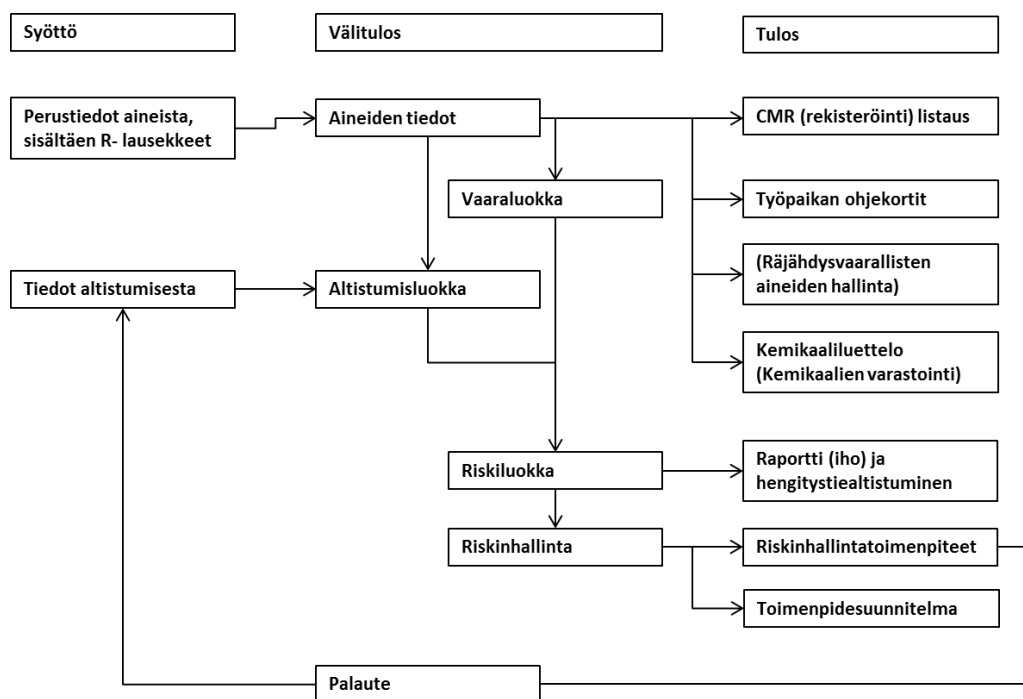 Syöttö
Välitulos
Tulos
Perustiedot aineista,
sisältäen R- lausekkeet
Aineiden tiedot
CMR (rekisteröinti) listaus
Vaaraluokka
Työpaikan ohjekortit
Tiedot altistumisesta
Altistumisluokka
(Räjähdysvaarallisten
aineiden hallinta)
Kemikaaliluettelo
(Kemikaalien varastointi)
Riskiluokka
Raportti (iho) ja
hengitystiealtistuminen
Riskinhallinta
Riskinhallintatoimenpiteet
Toimenpidesuunnitelma
Palaute